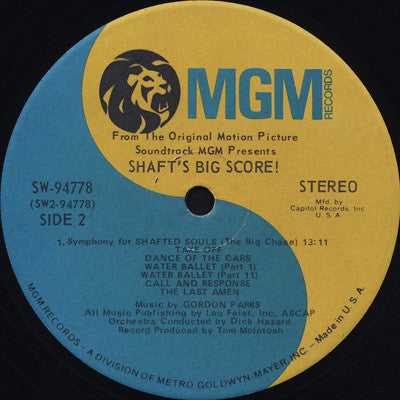 MGM
RECORDS
From The Original Motion Picture
Soundtrack MGM Presents
SHAFT'S BIG SCORE!
SW-94778
(SW2-94778)
SIDE 2
STEREO
Mfd. by
Capitol Records, Inc.
U. S. A
1. Symphony for SHAFTED SOULS (The Big Chase) 13:11
TAKE OFF
DANCE OF THE CARS
WATER BALLET (Part 1)
WATER BALLET (Part 11)
CALL AND RESPONSE
THE LAST AMEN
Music by GORDON PARKS
All Music Publishing by Leo Feist, Inc., ASCAP
Orchestra Conducted by Dick Hazard
Record Produced by Tom McIntosh
MGM RECORDS - A DIVISION OF METRO GOLDWYN-MAYER, INC. - Made in U.S.A.